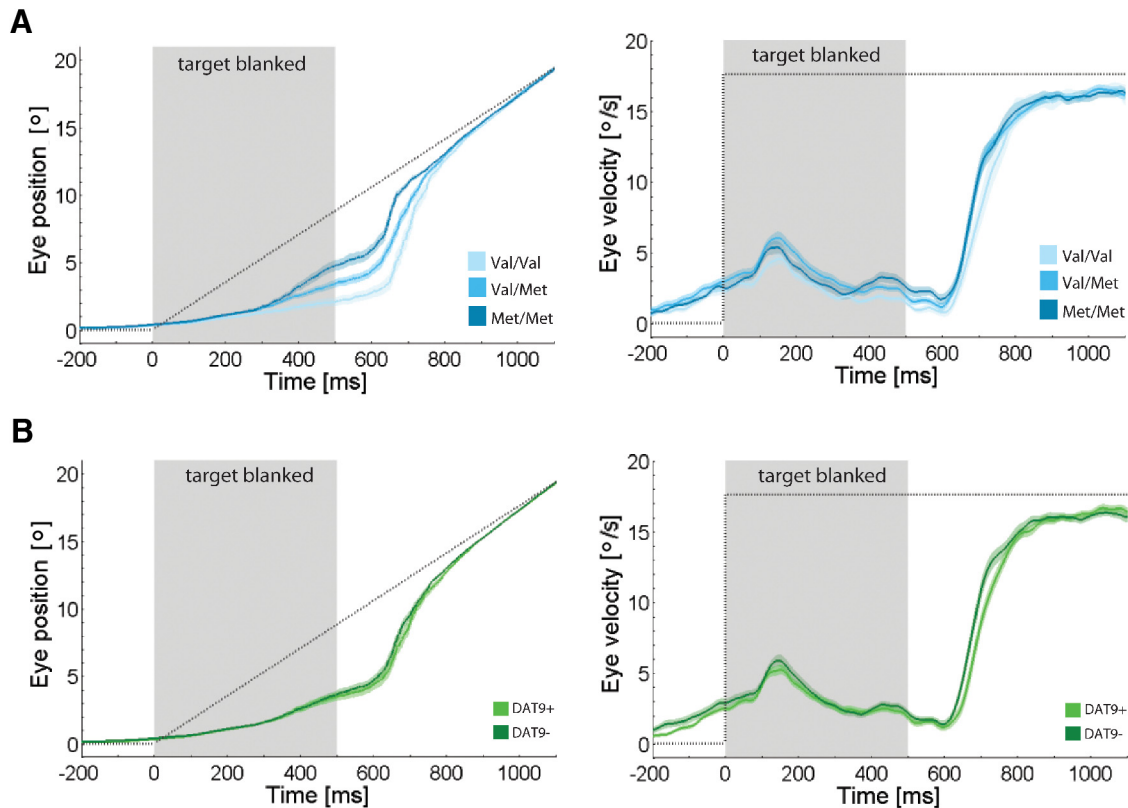 A
target blanked
Eye position [°]
20
15
10
5
0
Val/Val
Val/Met
Met/Met
-200 0 200 400 600 800 1000
Time [ms]
target blanked
Eye velocity [°/s]
20
15
10
5
0
Val/Val
Val/Met
Met/Met
-200 0 200 400 600 800 1000
Time [ms]
B
target blanked
Eye position [°]
20
15
10
5
0
DAT9+
DAT9-
-200 0 200 400 600 800 1000
Time [ms]
target blanked
Eye velocity [°/s]
20
15
10
5
0
DAT9+
DAT9-
-200 0 200 400 600 800 1000
Time [ms]